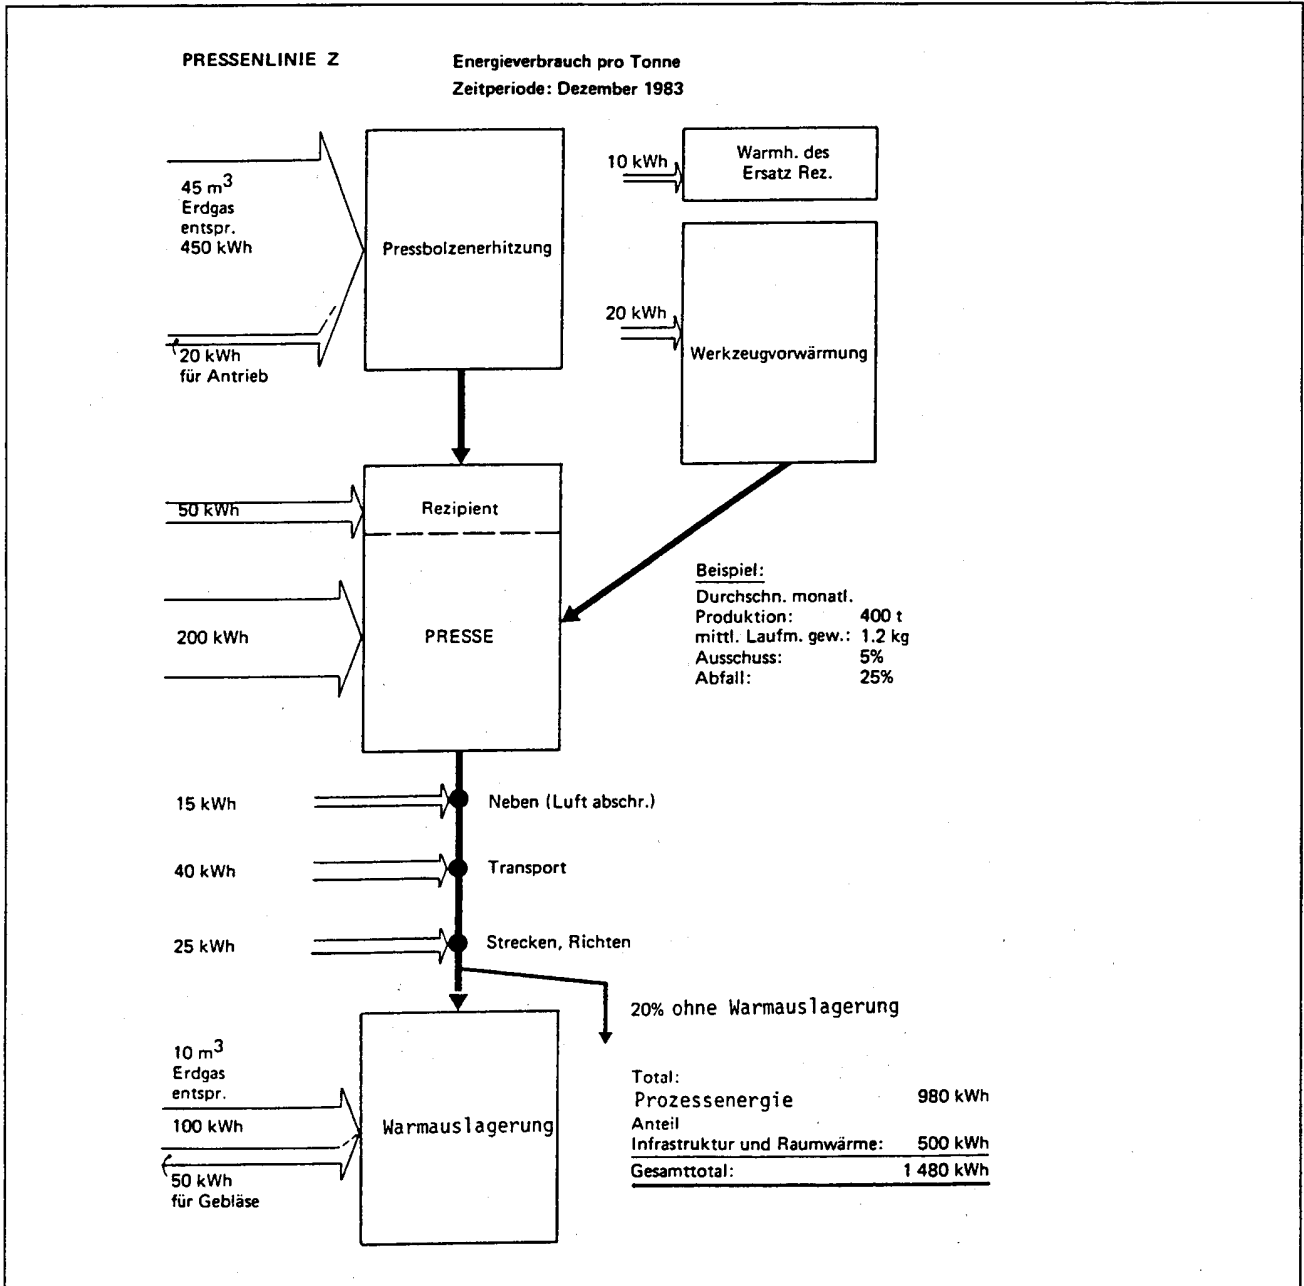 PRESSENLINIE Z
Energieverbrauch pro Tonne
Zeitperiode: Dezember 1983
45 m³
Erdgas
entspr.
450 kWh
20 kWh
für Antrieb
Pressbolzenerhitzung
10 kWh
Warmh. des
Ersatz Rez.
20 kWh
Werkzeugvorwärmung
50 kWh
Rezipient
200 kWh
PRESSE
Beispiel:
Durchschn. monatl.
Produktion: 400 t
mittl. Laufm. gew.: 1.2 kg
Ausschuss: 5%
Abfall: 25%
15 kWh
Neben (Luft abschr.)
40 kWh
Transport
25 kWh
Strecken, Richten
20% ohne Warmauslagerung
10 m³
Erdgas
entspr.
100 kWh
50 kWh
für Gebläse
Warmauslagerung
Total:
Prozessenergie 980 kWh
Anteil
Infrastruktur und Raumwärme: 500 kWh
Gesamttotal: 1 480 kWh